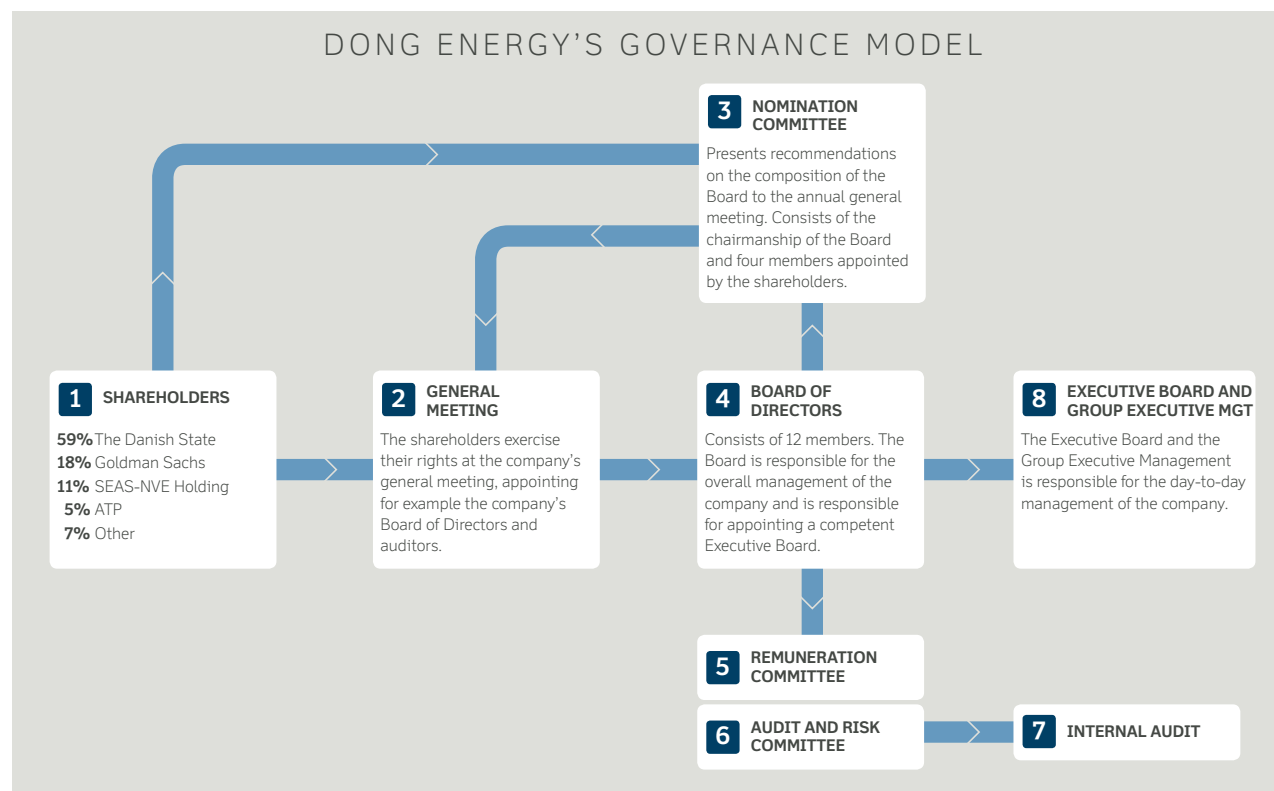 DONG ENERGY'S GOVERNANCE MODEL
3 NOMINATION
COMMITTEE
Presents recommendations
on the composition of the
Board to the annual general
meeting. Consists of the
chairmanship of the Board
and four members appointed
by the shareholders.
1 SHAREHOLDERS
59% The Danish State
18% Goldman Sachs
11% SEAS-NVE Holding
5% ATP
7% Other
2 GENERAL
MEETING
The shareholders exercise
their rights at the company's
general meeting, appointing
for example the company's
Board of Directors and
auditors.
4 BOARD OF
DIRECTORS
Consists of 12 members. The
Board is responsible for the
overall management of the
company and is responsible
for appointing a competent
Executive Board.
8 EXECUTIVE BOARD AND
GROUP EXECUTIVE MGT
The Executive Board and the
Group Executive Management
is responsible for the day-to-day
management of the company.
5 REMUNERATION
COMMITTEE
6 AUDIT AND RISK
COMMITTEE
7 INTERNAL AUDIT